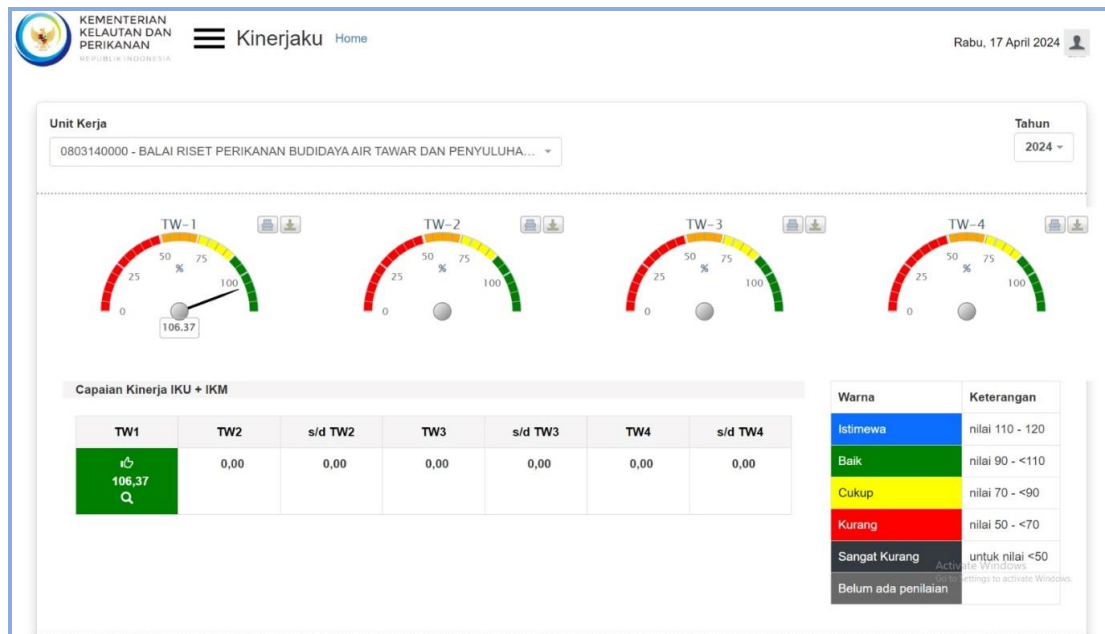 KEMENTERIAN
KELAUTAN DAN
PERIKANAN
REPUBLIK INDONESIA
Kinerjaku Home
Rabu, 17 April 2024
Unit Kerja
Tahun
0803140000 - BALAI RISET PERIKANAN BUDIDAYA AIR TAWAR DAN PENYULUHA...
2024
TW-1
0 25 50 75 100
%
106.37
TW-2
0 25 50 75 100
%
TW-3
0 25 50 75 100
%
TW-4
0 25 50 75 100
%
Capaian Kinerja IKU + IKM
TW1 TW2 s/d TW2 TW3 s/d TW3 TW4 s/d TW4
106,37 0,00 0,00 0,00 0,00 0,00 0,00
Warna Keterangan
Istimewa nilai 110 - 120
Baik nilai 90 - <110
Cukup nilai 70 - <90
Kurang nilai 50 - <70
Sangat Kurang untuk nilai <50
Belum ada penilaian
Activate Windows
Go to Settings to activate Windows.